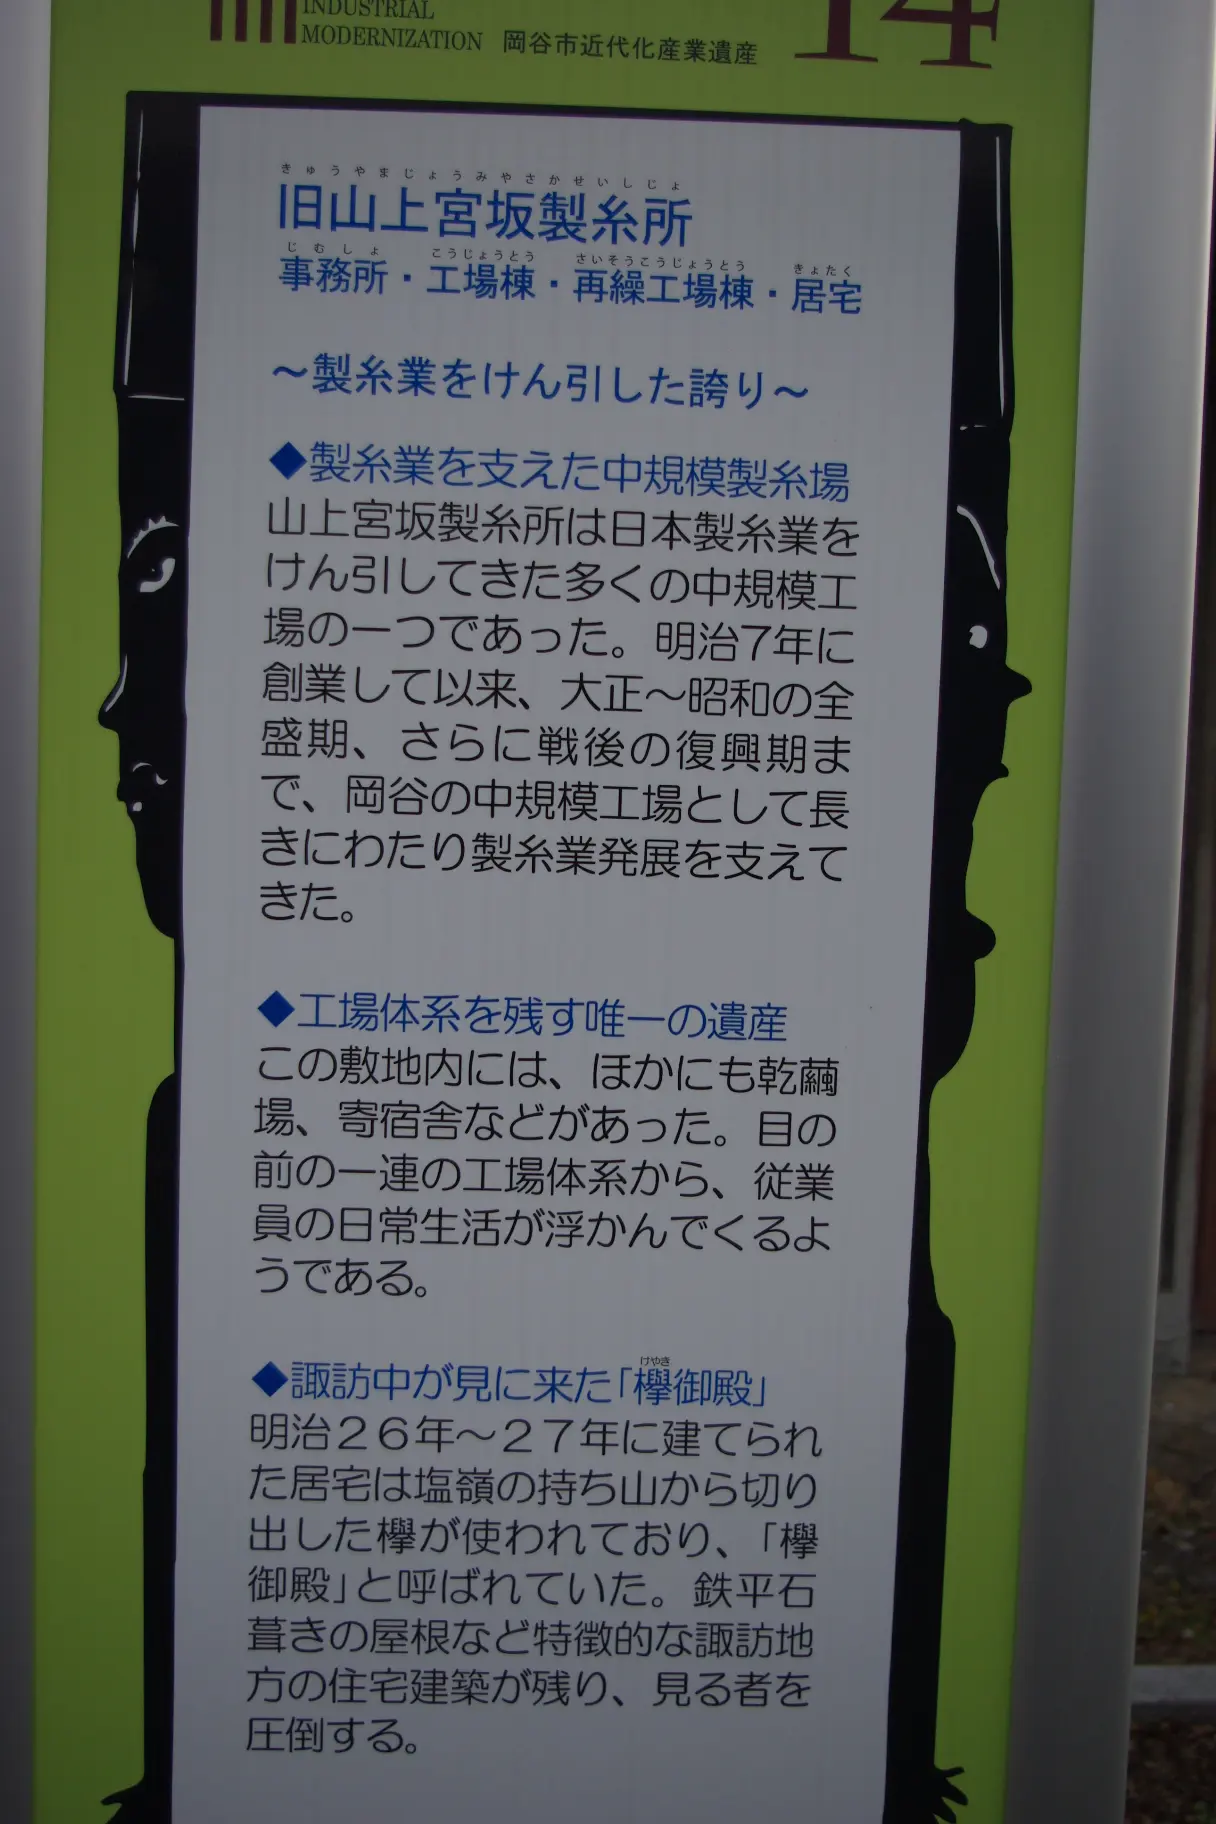 INDUSTRIAL
MODERNIZATION 岡谷市近代化産業遺産
14
きゅうやまじょうみやさかせいしじょ
旧山上宮坂製糸所
じむしょ こうじょうとう さいそうこうじょうとう きょたく
事務所・工場棟・再繰工場棟・居宅
～製糸業をけん引した誇り～
◆製糸業を支えた中規模製糸場
山上宮坂製糸所は日本製糸業を
けん引してきた多くの中規模工
場の一つであった。明治7年に
創業して以来、大正～昭和の全
盛期、さらに戦後の復興期ま
で、岡谷の中規模工場として長
きにわたり製糸業発展を支えて
きた。
◆工場体系を残す唯一の遺産
この敷地内には、ほかにも乾繭
場、寄宿舎などがあった。目の
前の一連の工場体系から、従業
員の日常生活が浮かんでくるよ
うである。
けやき
◆諏訪中が見に来た「欅御殿」
明治２６年～２７年に建てられ
た居宅は塩嶺の持ち山から切り
出した欅が使われており、「欅
御殿」と呼ばれていた。鉄平石
葺きの屋根など特徴的な諏訪地
方の住宅建築が残り、見る者を
圧倒する。